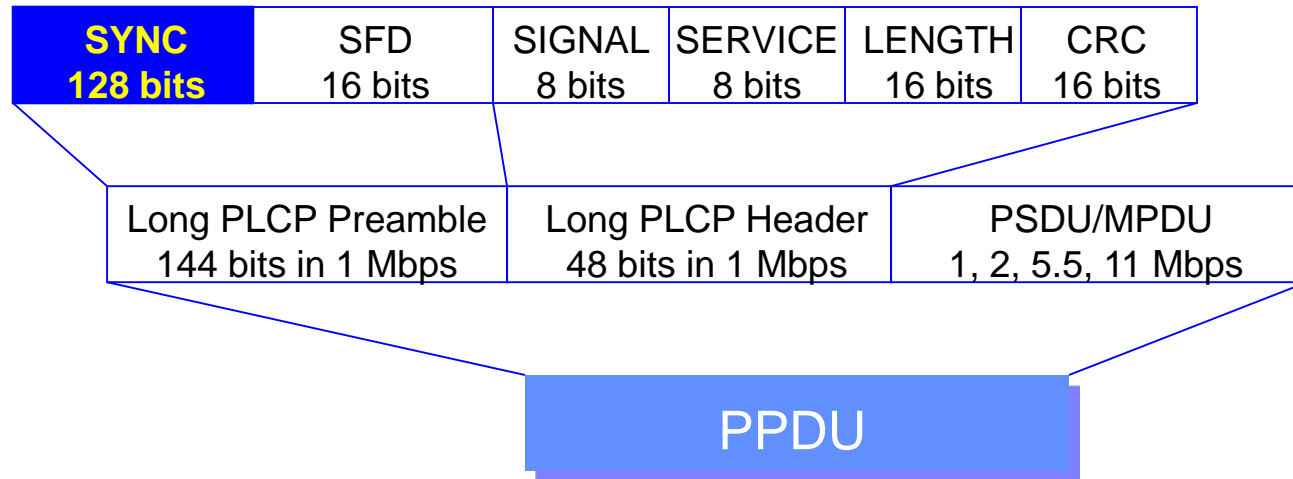 SYNC
128 bits
SFD
16 bits
SIGNAL
8 bits
SERVICE
8 bits
LENGTH
16 bits
CRC
16 bits
Long PLCP Preamble
144 bits in 1 Mbps
Long PLCP Header
48 bits in 1 Mbps
PSDU/MPDU
1, 2, 5.5, 11 Mbps
PPDU